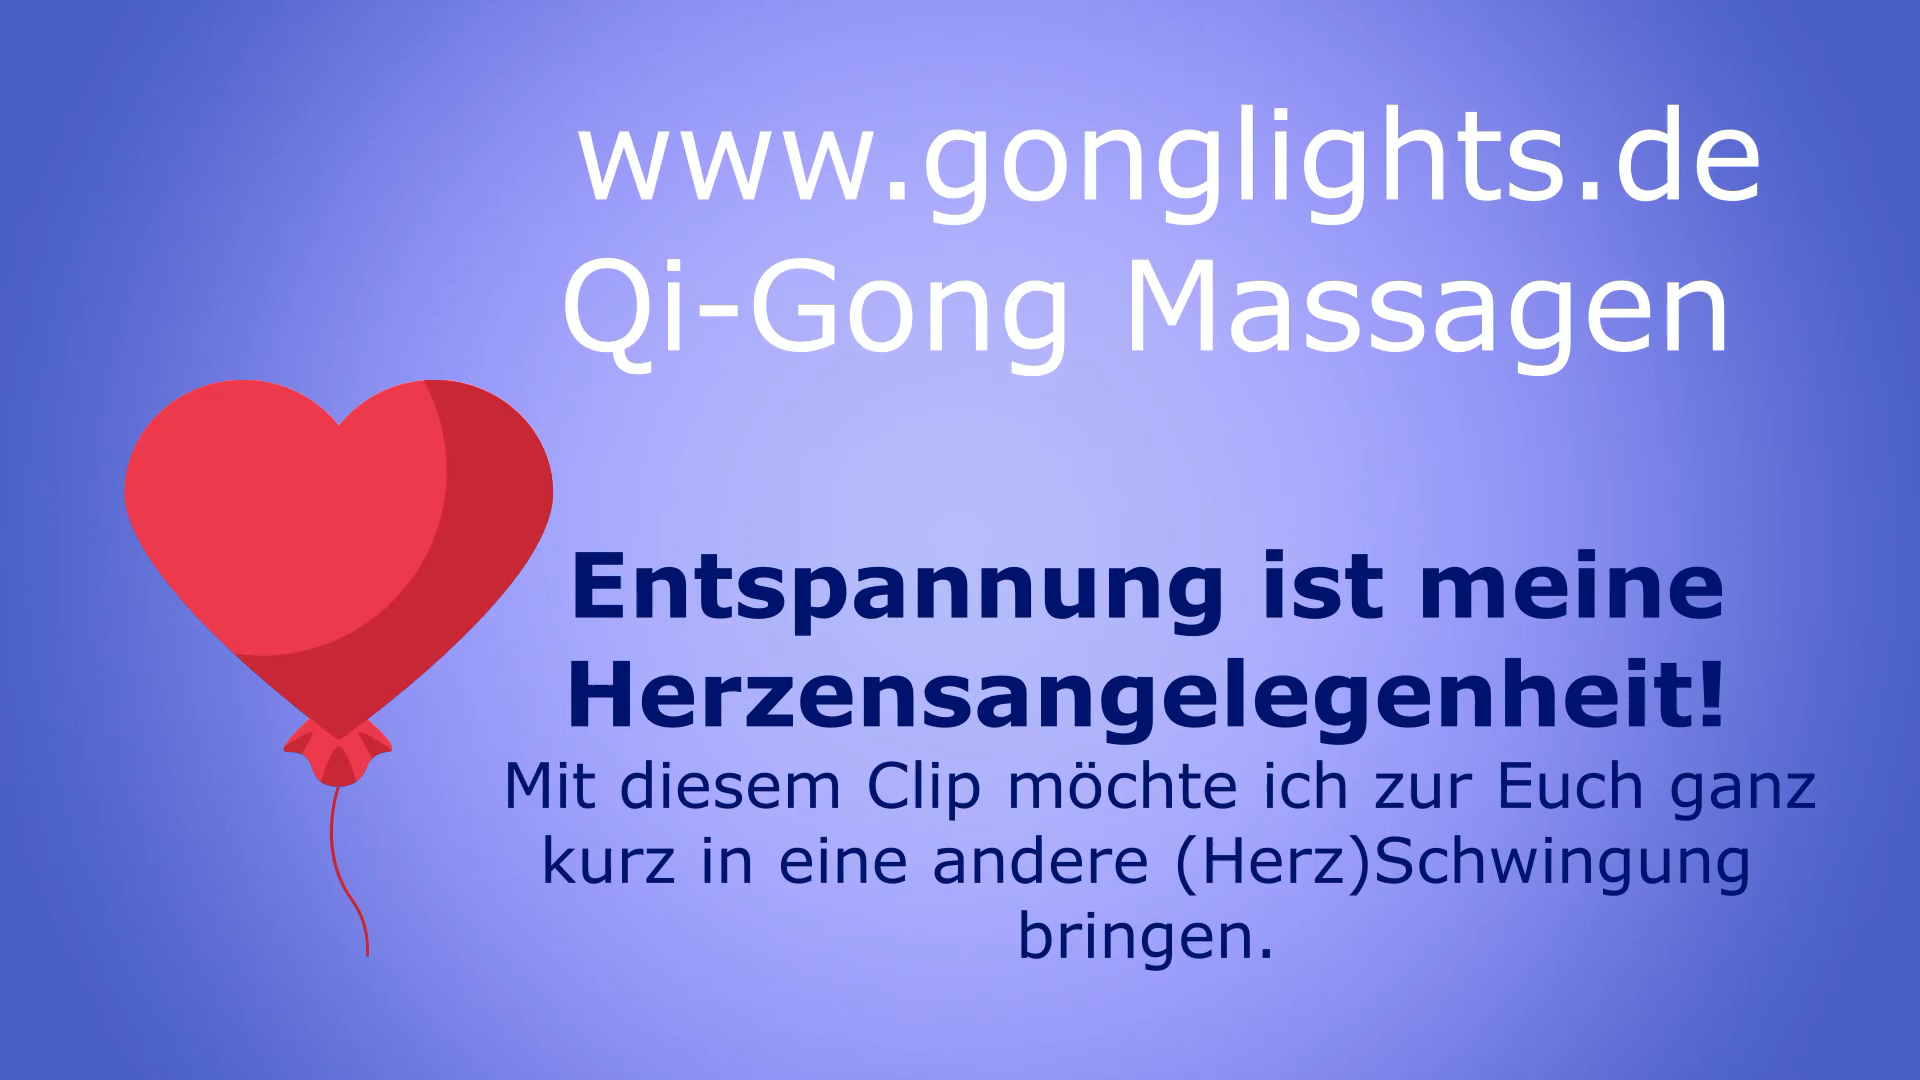 www.gonglights.de
Qi-Gong Massagen
Entspannung ist meine
Herzensangelegenheit!
Mit diesem Clip möchte ich zur Euch ganz
kurz in eine andere (Herz)Schwingung
bringen.